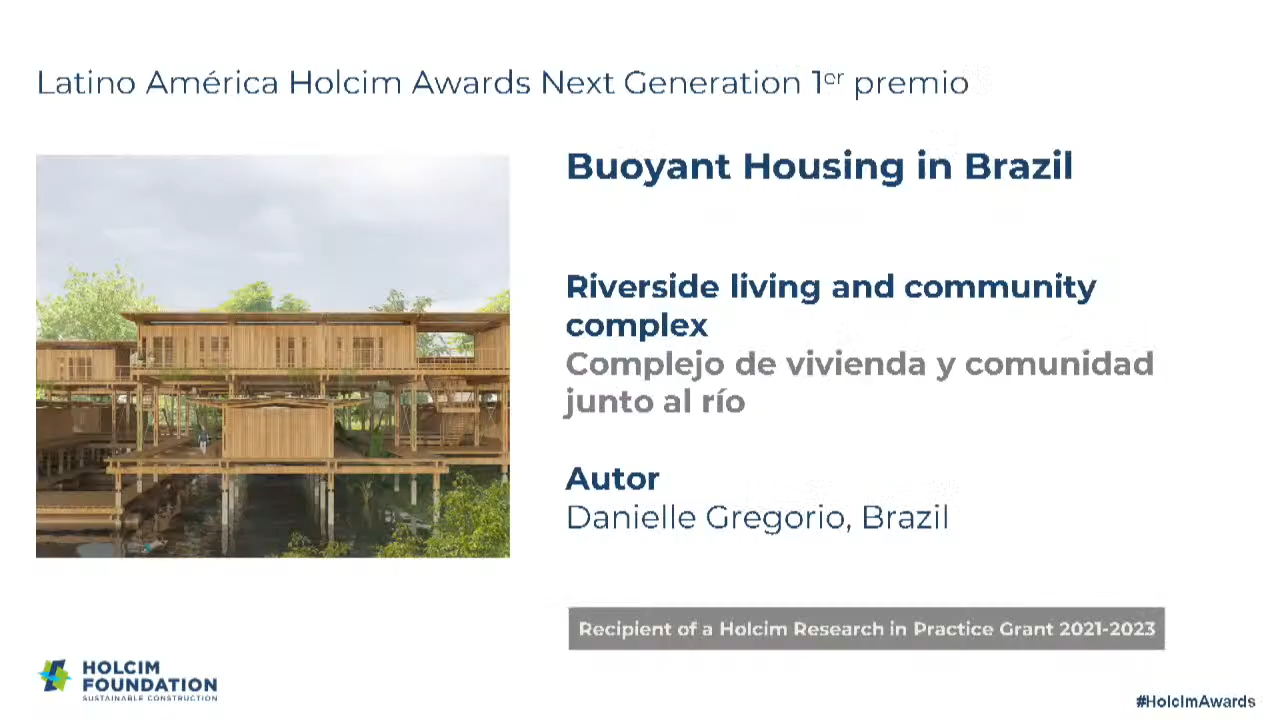 Latino América Holcim Awards Next Generation 1er premio
Buoyant Housing in Brazil
Riverside living and community
complex
Complejo de vivienda y comunidad
junto al río
Autor
Danielle Gregorio, Brazil
Recipient of a Holcim Research in Practice Grant 2021-2023
HOLCIM
FOUNDATION
SUSTAINABLE CONSTRUCTION
#HolcimAwards